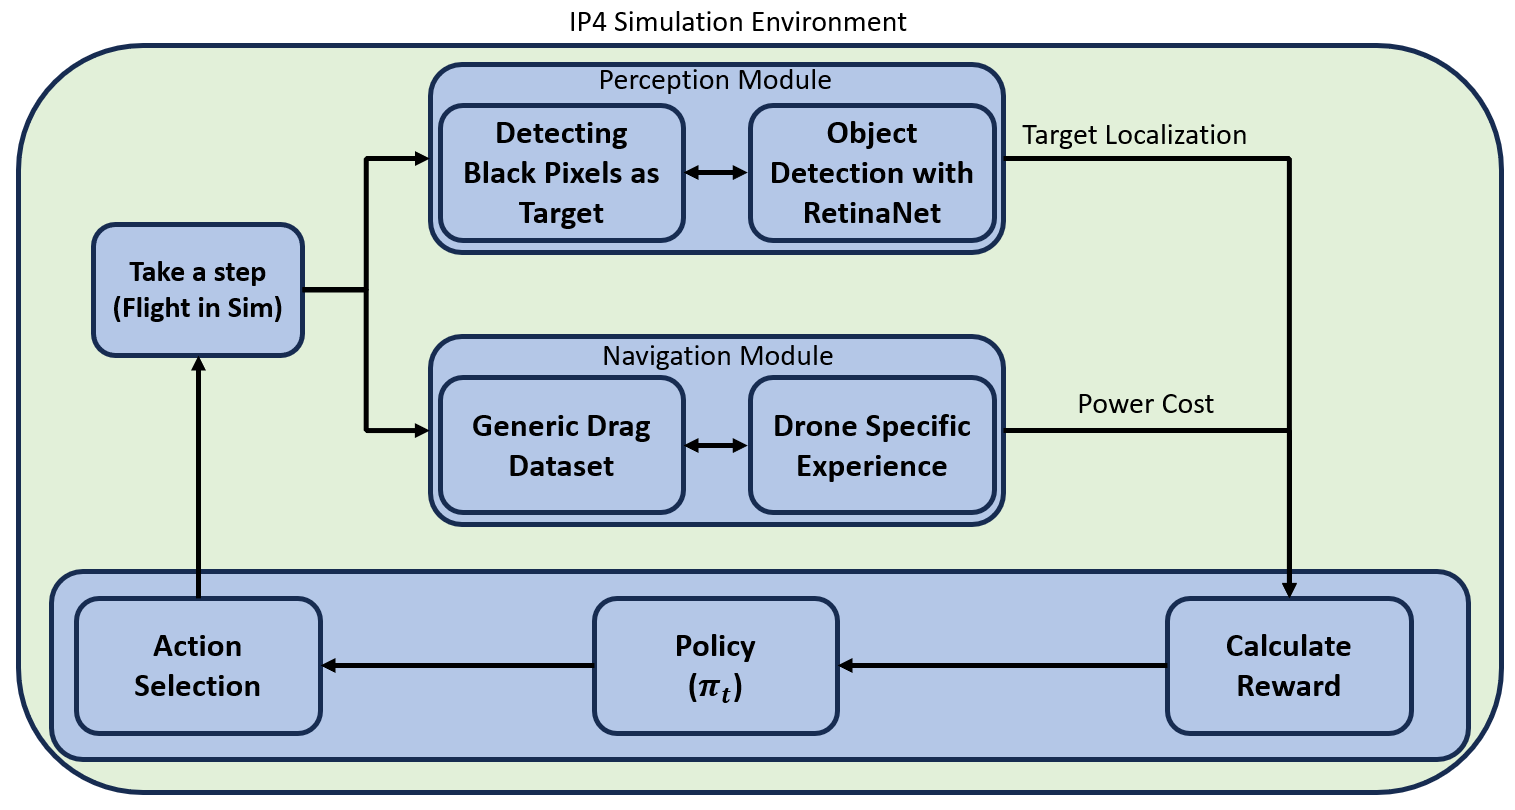 IP4 Simulation Environment
Perception Module
Detecting
Black Pixels as
Target
Object
Detection with
RetinaNet
Target Localization
Take a step
(Flight in Sim)
Navigation Module
Generic Drag
Dataset
Drone Specific
Experience
Power Cost
Action
Selection
Policy
(π_t)
Calculate
Reward